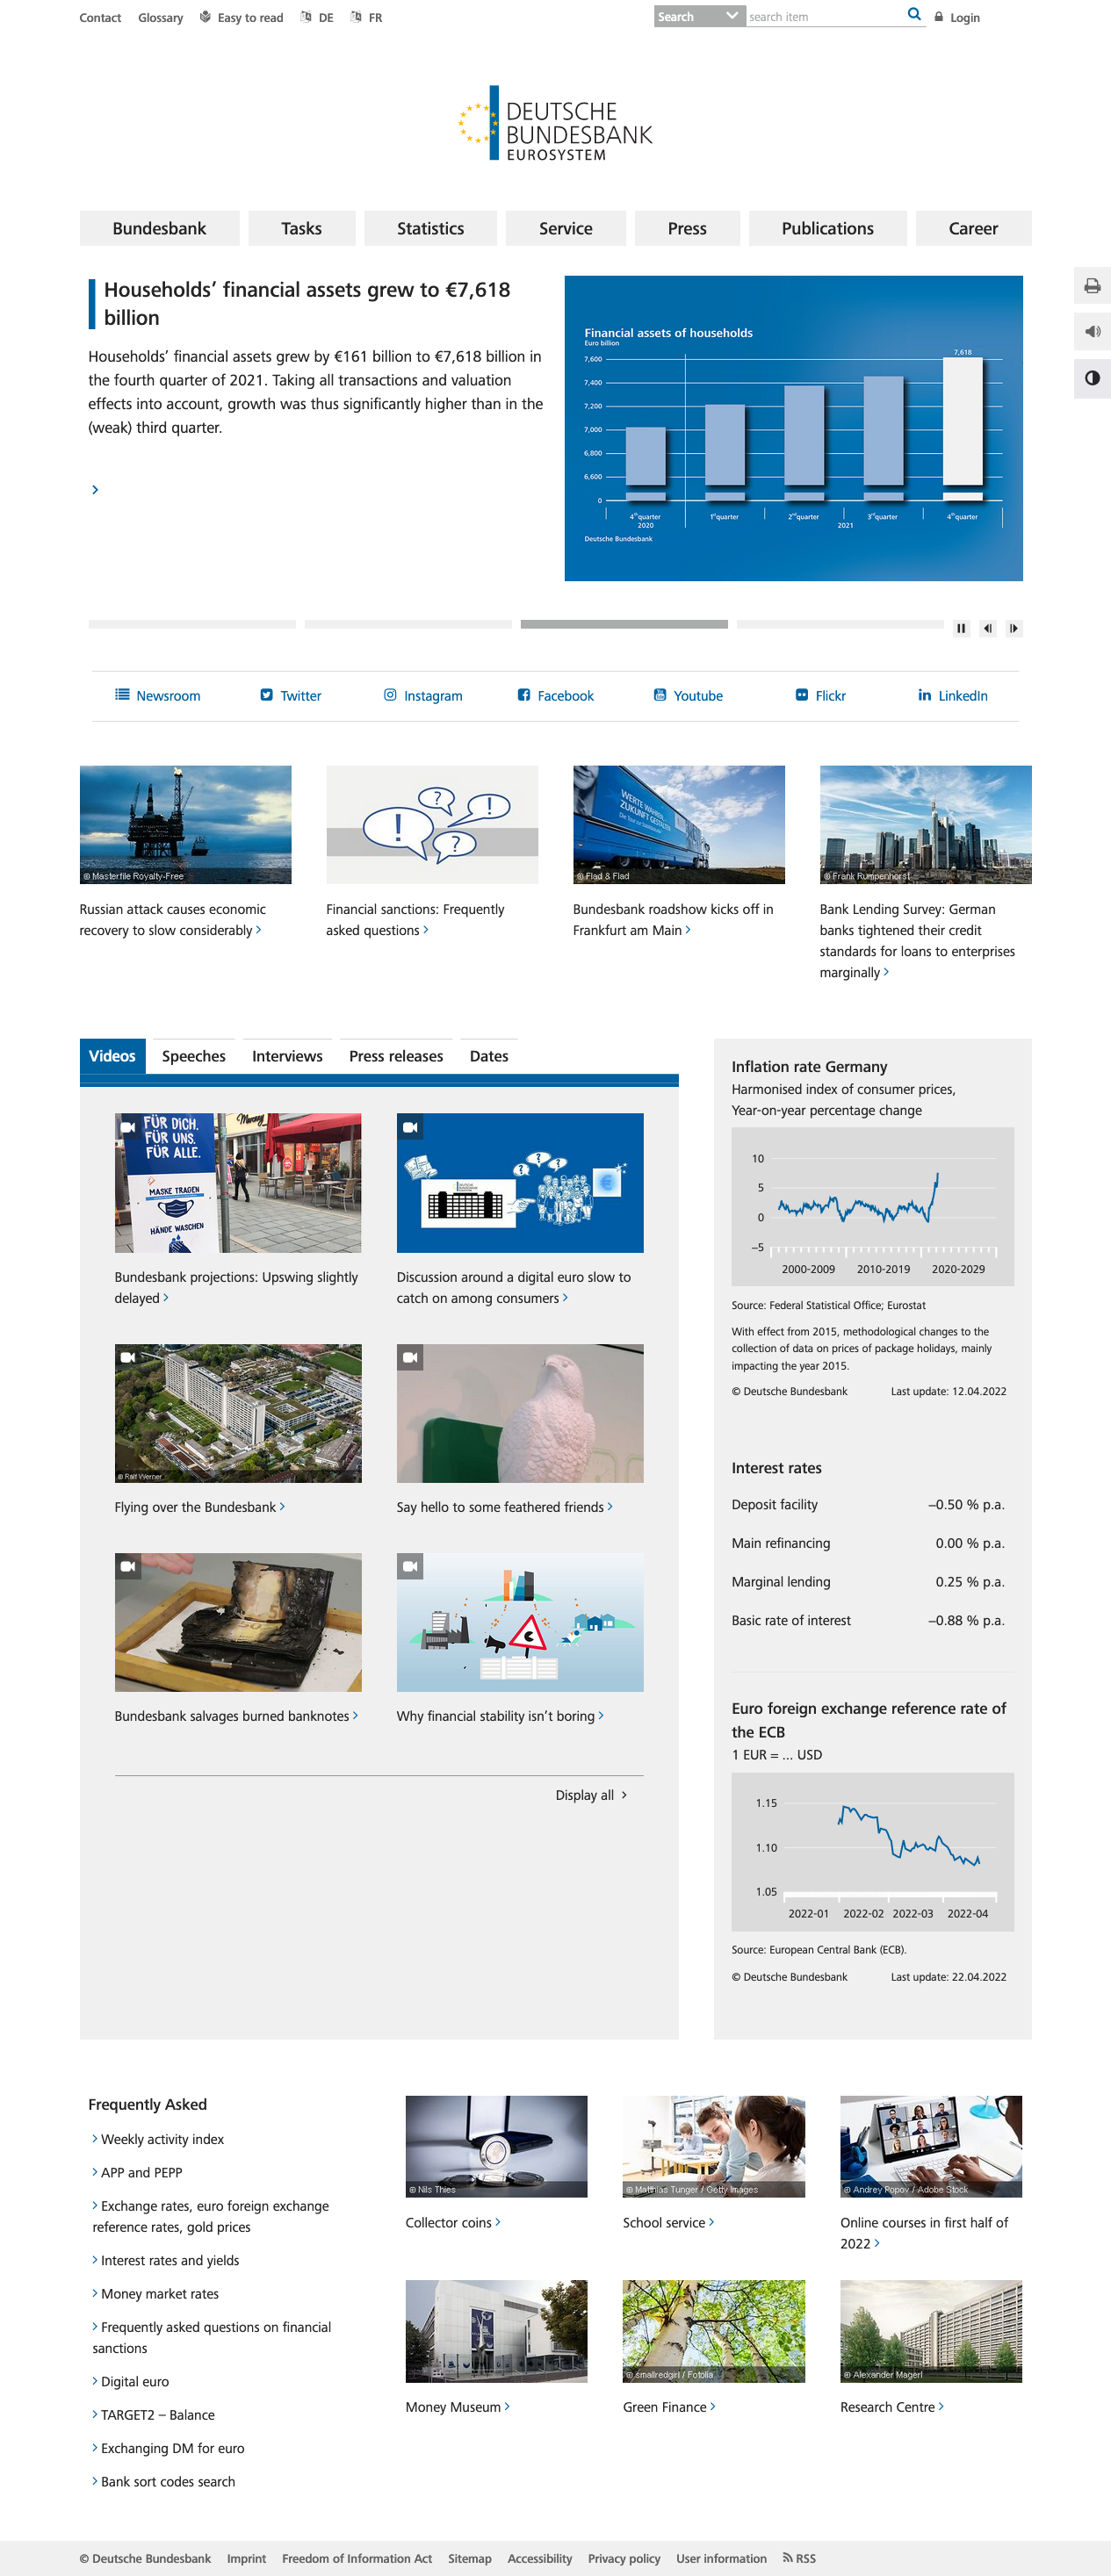 Contact Glossary Easy to read DE FR
Search search item Login
DEUTSCHE
BUNDESBANK
EUROSYSTEM
Bundesbank Tasks Statistics Service Press Publications Career
Households’ financial assets grew to €7,618
billion
Households’ financial assets grew by €161 billion to €7,618 billion in
the fourth quarter of 2021. Taking all transactions and valuation
effects into account, growth was thus significantly higher than in the
(weak) third quarter.
Financial assets of households
Euro billion
7,618
7,600
7,400
7,200
7,000
6,800
6,600
0
4th quarter 1st quarter 2nd quarter 3rd quarter 4th quarter
2020 2021
Deutsche Bundesbank
Newsroom Twitter Instagram Facebook Youtube Flickr LinkedIn
© Masterfile Royalty-Free
! ? ! ?
WERTE WAHREN.
ZUKUNFT GESTALTEN
© Flad & Flad
© Frank Rumpenhorst
Russian attack causes economic
recovery to slow considerably
Financial sanctions: Frequently
asked questions
Bundesbank roadshow kicks off in
Frankfurt am Main
Bank Lending Survey: German
banks tightened their credit
standards for loans to enterprises
marginally
Videos Speeches Interviews Press releases Dates
FÜR DICH.
FÜR UNS.
FÜR ALLE.
MASKE TRAGEN
HÄNDE WASCHEN
Bundesbank projections: Upswing slightly
delayed
? ? ?
€
Discussion around a digital euro slow to
catch on among consumers
© Ralf Werner
Flying over the Bundesbank
Say hello to some feathered friends
Bundesbank salvages burned banknotes
Why financial stability isn’t boring
Display all
Inflation rate Germany
Harmonised index of consumer prices,
Year-on-year percentage change
10
5
0
–5
2000-2009 2010-2019 2020-2029
Source: Federal Statistical Office; Eurostat
With effect from 2015, methodological changes to the
collection of data on prices of package holidays, mainly
impacting the year 2015.
© Deutsche Bundesbank Last update: 12.04.2022
Interest rates
Deposit facility –0.50 % p.a.
Main refinancing 0.00 % p.a.
Marginal lending 0.25 % p.a.
Basic rate of interest –0.88 % p.a.
Euro foreign exchange reference rate of
the ECB
1 EUR = ... USD
1.15
1.10
1.05
2022-01 2022-02 2022-03 2022-04
Source: European Central Bank (ECB).
© Deutsche Bundesbank Last update: 22.04.2022
Frequently Asked
Weekly activity index
APP and PEPP
Exchange rates, euro foreign exchange
reference rates, gold prices
Interest rates and yields
Money market rates
Frequently asked questions on financial
sanctions
Digital euro
TARGET2 – Balance
Exchanging DM for euro
Bank sort codes search
© Nils Thies
Collector coins
© Matthias Tunger / Getty Images
School service
© Andrey Popov / Adobe Stock
Online courses in first half of
2022
Money Museum
© smallredgirl / Fotolia
Green Finance
© Alexander Magerl
Research Centre
© Deutsche Bundesbank Imprint Freedom of Information Act Sitemap Accessibility Privacy policy User information RSS